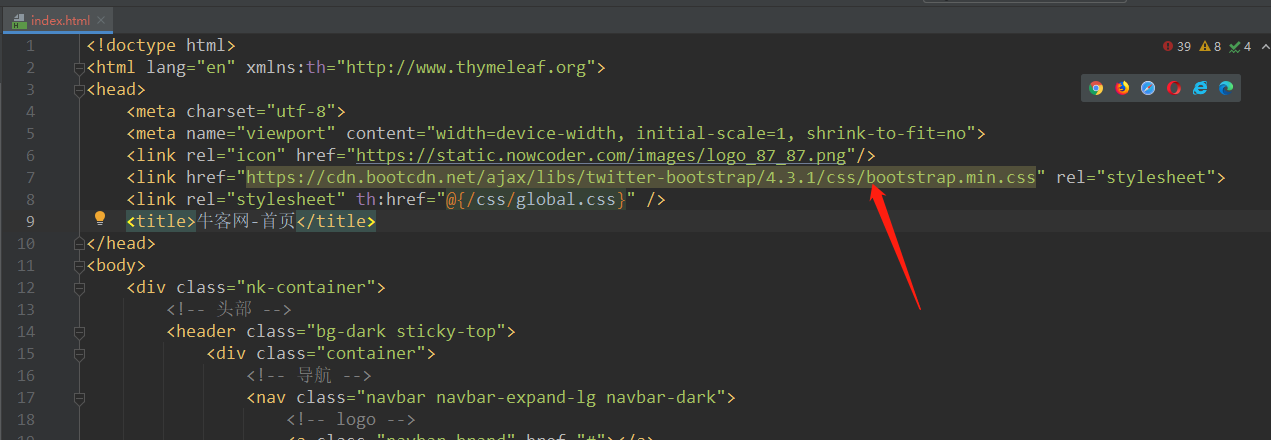 index.html
39 8 4
1 <!doctype html>
2 <html lang="en" xmlns:th="http://www.thymeleaf.org">
3 <head>
4 <meta charset="utf-8">
5 <meta name="viewport" content="width=device-width, initial-scale=1, shrink-to-fit=no">
6 <link rel="icon" href="https://static.nowcoder.com/images/logo_87_87.png"/>
7 <link href="https://cdn.bootcdn.net/ajax/libs/twitter-bootstrap/4.3.1/css/bootstrap.min.css" rel="stylesheet">
8 <link rel="stylesheet" th:href="@{/css/global.css}" />
9 <title>牛客网-首页</title>
10 </head>
11 <body>
12 <div class="nk-container">
13 <!-- 头部 -->
14 <header class="bg-dark sticky-top">
15 <div class="container">
16 <!-- 导航 -->
17 <nav class="navbar navbar-expand-lg navbar-dark">
18 <!-- logo -->
<a class="navbar-brand" href="#"></a>